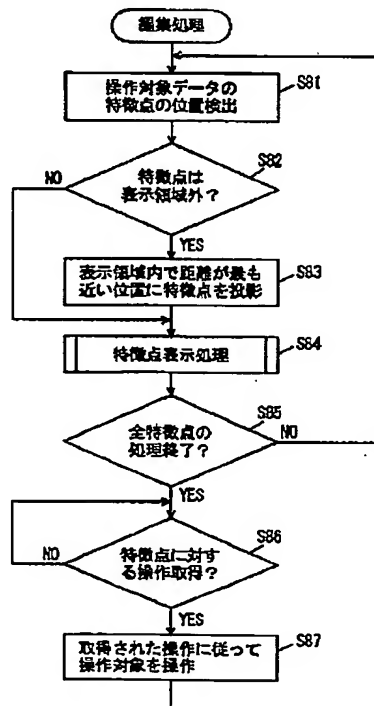 編集処理
操作対象データの
特徴点の位置検出
S81
特徴点は
表示領域外？
S82
NO
YES
表示領域内で距離が最も
近い位置に特徴点を投影
S83
特徴点表示処理
S84
全特徴点の
処理終了？
S85
NO
YES
特徴点に対す
る操作取得？
S86
NO
YES
取得された操作に従って
操作対象を操作
S87